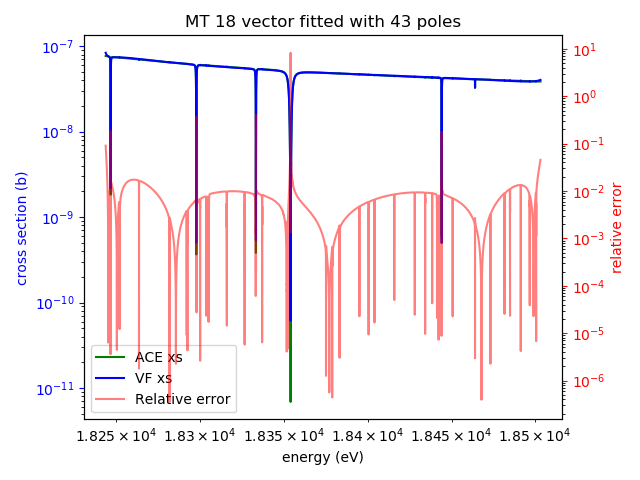 MT 18 vector fitted with 43 poles
10⁻⁷
10⁻⁸
10⁻⁹
10⁻¹⁰
10⁻¹¹
cross section (b)
10¹
10⁰
10⁻¹
10⁻²
10⁻³
10⁻⁴
10⁻⁵
10⁻⁶
relative error
ACE xs
VF xs
Relative error
1.825 × 10⁴ 1.83 × 10⁴ 1.835 × 10⁴ 1.84 × 10⁴ 1.845 × 10⁴ 1.85 × 10⁴
energy (eV)